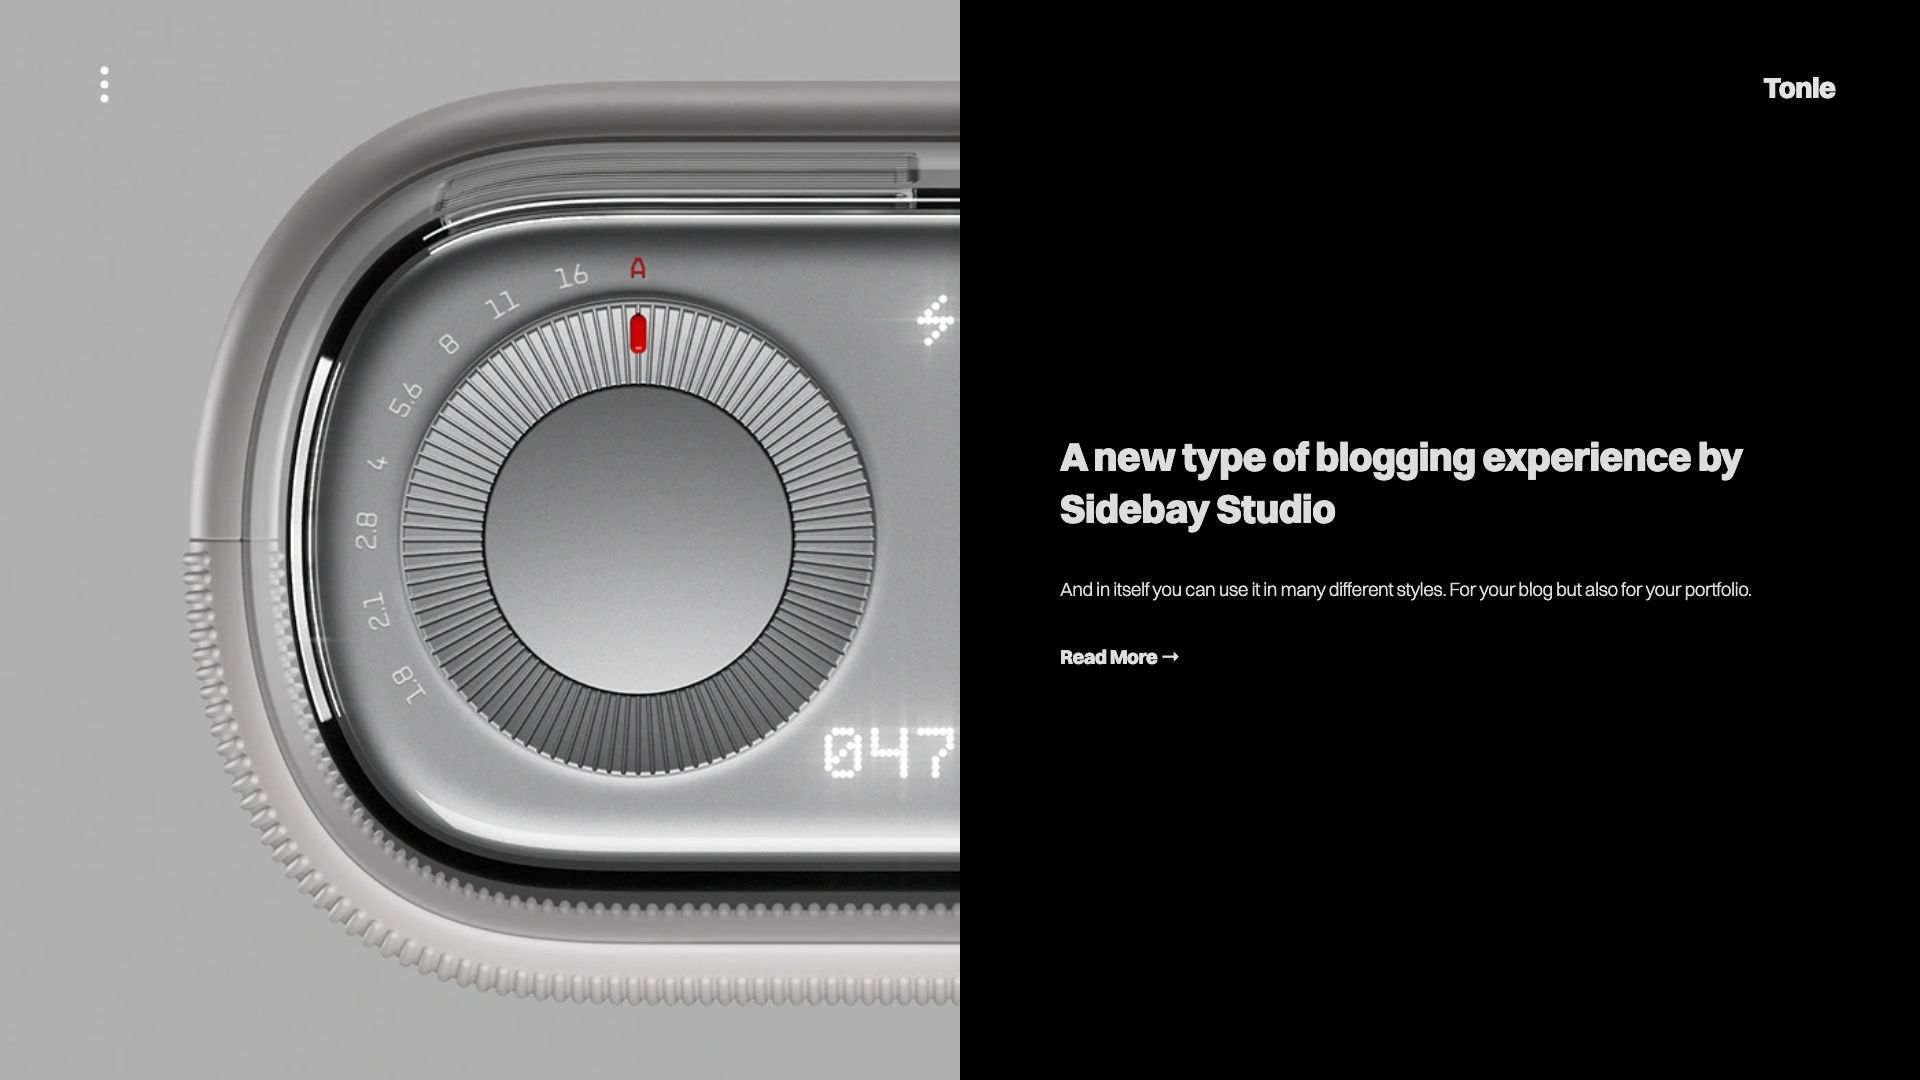 Tonle
A
16
11
8
5.6
4
2.8
2.1
1.8
047
A new type of blogging experience by
Sidebay Studio
And in itself you can use it in many different styles. For your blog but also for your portfolio.
Read More →